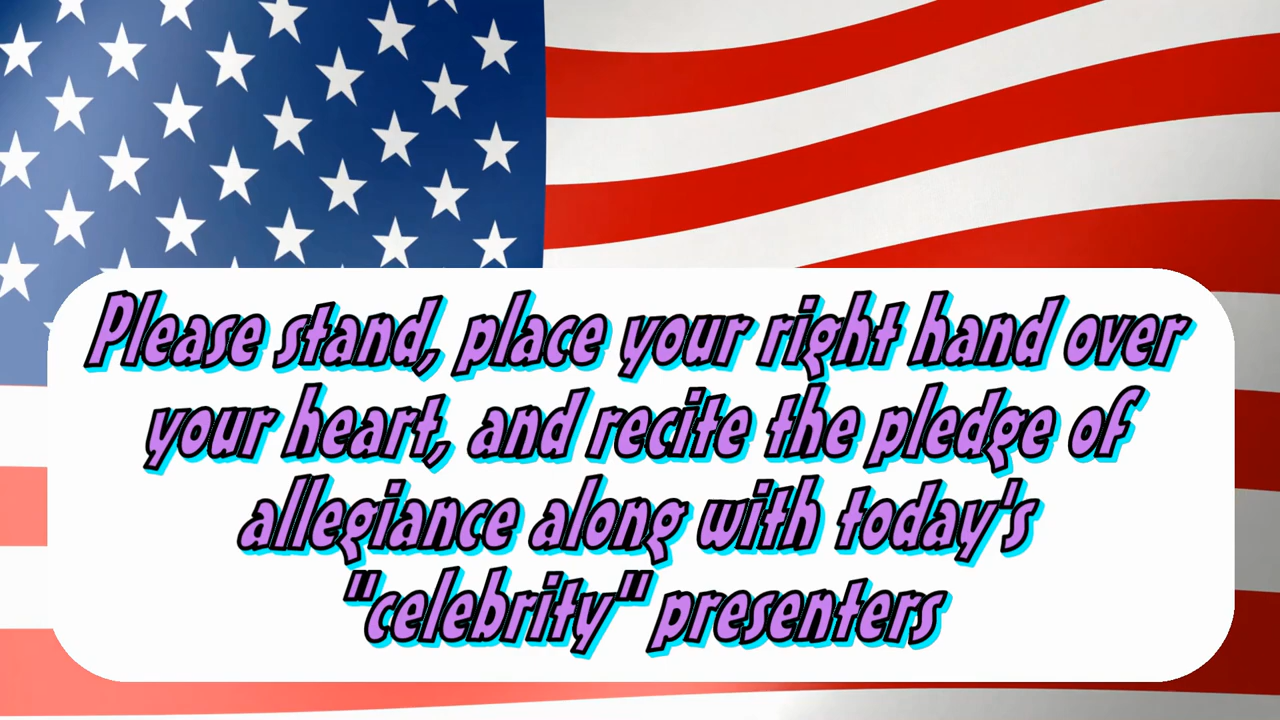 Please stand, place your right hand over
your heart, and recite the pledge of
allegiance along with today's
"celebrity" presenters